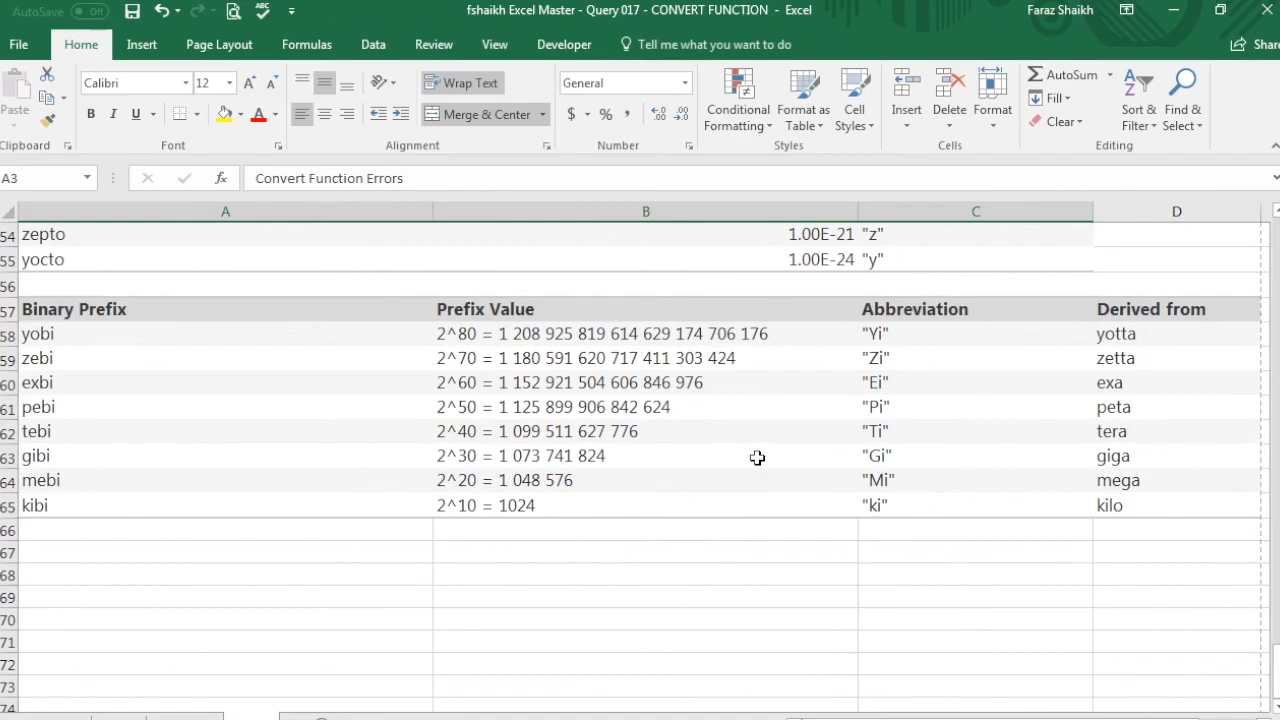 AutoSave Off fshaikh Excel Master - Query 017 - CONVERT FUNCTION - Excel Faraz Shaikh
File Home Insert Page Layout Formulas Data Review View Developer Tell me what you want to do Share
Paste Calibri 12 Wrap Text General Conditional Formatting Format as Table Cell Styles Insert Delete Format AutoSum Fill Clear Sort & Filter Find & Select
B I U A Merge & Center $ % ,
Clipboard Font Alignment Number Styles Cells Editing
A3 fx Convert Function Errors
A B C D
54 zepto 1.00E-21 "z"
55 yocto 1.00E-24 "y"
56
57 Binary Prefix Prefix Value Abbreviation Derived from
58 yobi 2^80 = 1 208 925 819 614 629 174 706 176 "Yi" yotta
59 zebi 2^70 = 1 180 591 620 717 411 303 424 "Zi" zetta
60 exbi 2^60 = 1 152 921 504 606 846 976 "Ei" exa
61 pebi 2^50 = 1 125 899 906 842 624 "Pi" peta
62 tebi 2^40 = 1 099 511 627 776 "Ti" tera
63 gibi 2^30 = 1 073 741 824 "Gi" giga
64 mebi 2^20 = 1 048 576 "Mi" mega
65 kibi 2^10 = 1024 "ki" kilo
66
67
68
69
70
71
72
73
74